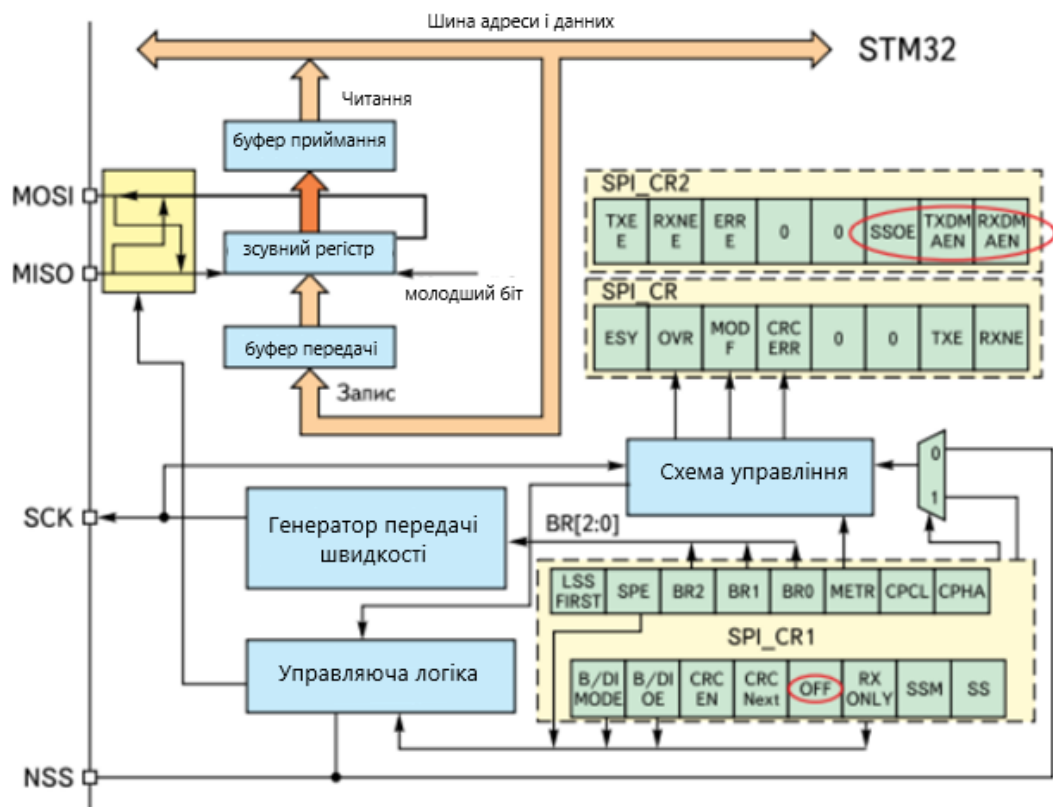 Шина адреси і данних
STM32
Читання
буфер приймання
MOSI
SPI_CR2
TXE
E
RXNE
E
ERR
E
0
0
SSOE
TXDM
AEN
RXDM
AEN
зсувний регістр
MISO
молодший біт
SPI_CR
ESY
OVR
MOD
F
CRC
ERR
0
0
TXE
RXNE
буфер передачі
Запис
Схема управління
0
1
SCK
Генератор передачі
швидкості
BR[2:0]
LSS
FIRST
SPE
BR2
BR1
BR0
METR
CPCL
CPHA
SPI_CR1
Управляюча логіка
B/DI
MODE
B/DI
OE
CRC
EN
CRC
Next
OFF
RX
ONLY
SSM
SS
NSS